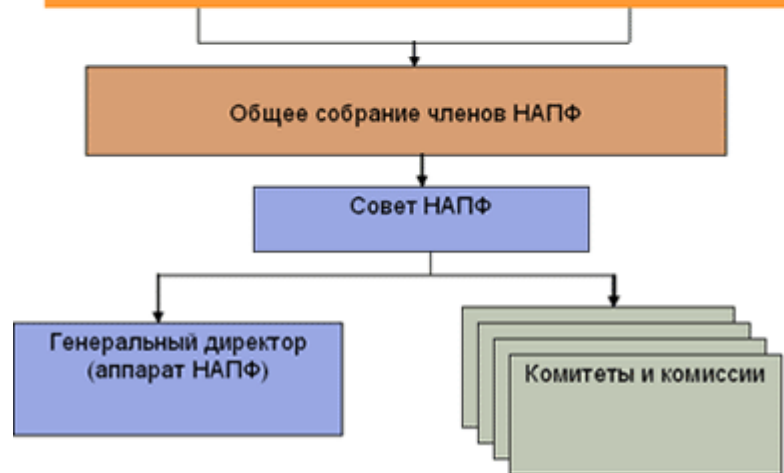 Общее собрание членов НАПФ
Совет НАПФ
Генеральный директор
(аппарат НАПФ)
Комитеты и комиссии